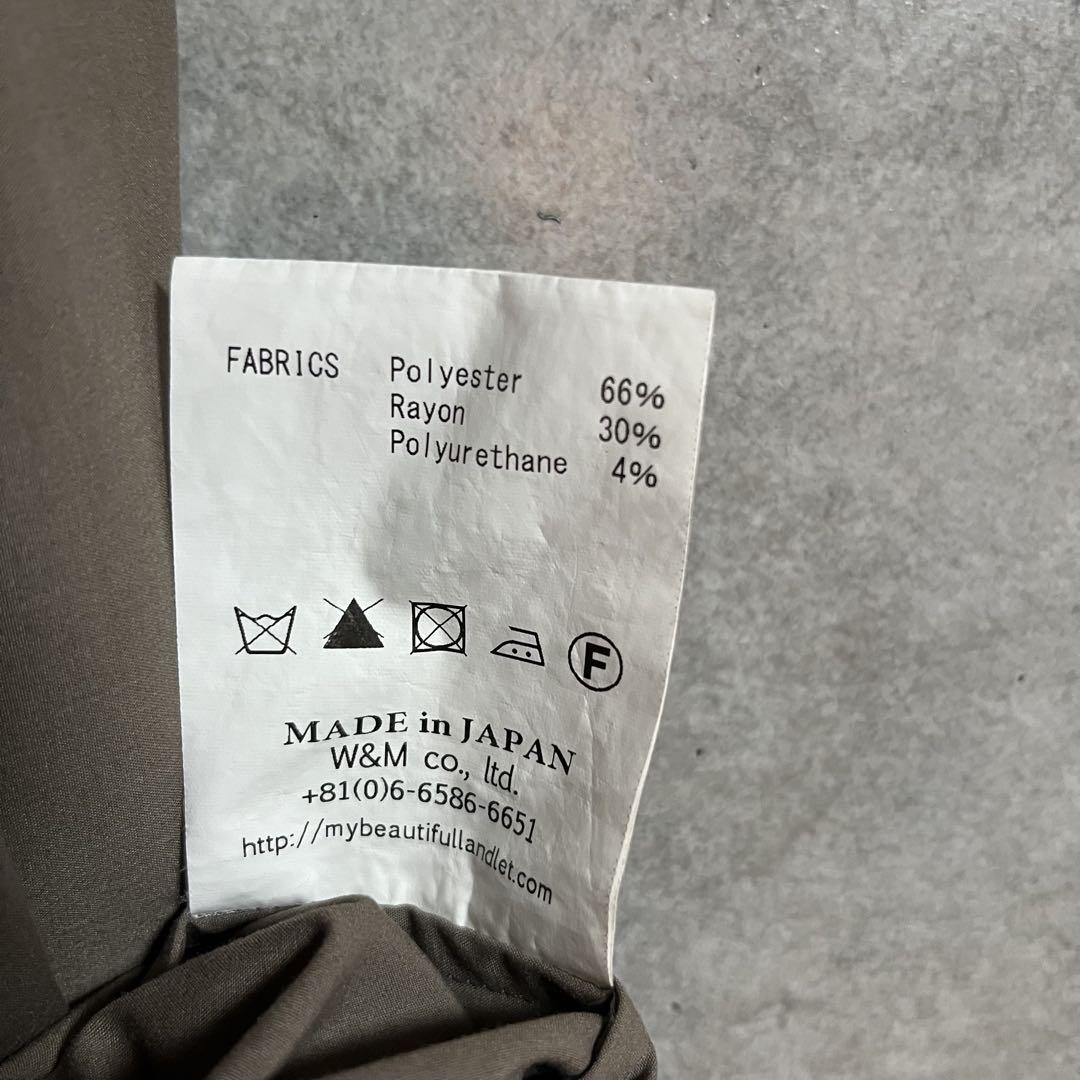 FABRICS Polyester 66%
Rayon 30%
Polyurethane 4%
F
MADE in JAPAN
W&M co., ltd.
+81(0)6-6586-6651
http://mybeautifullandlet.com